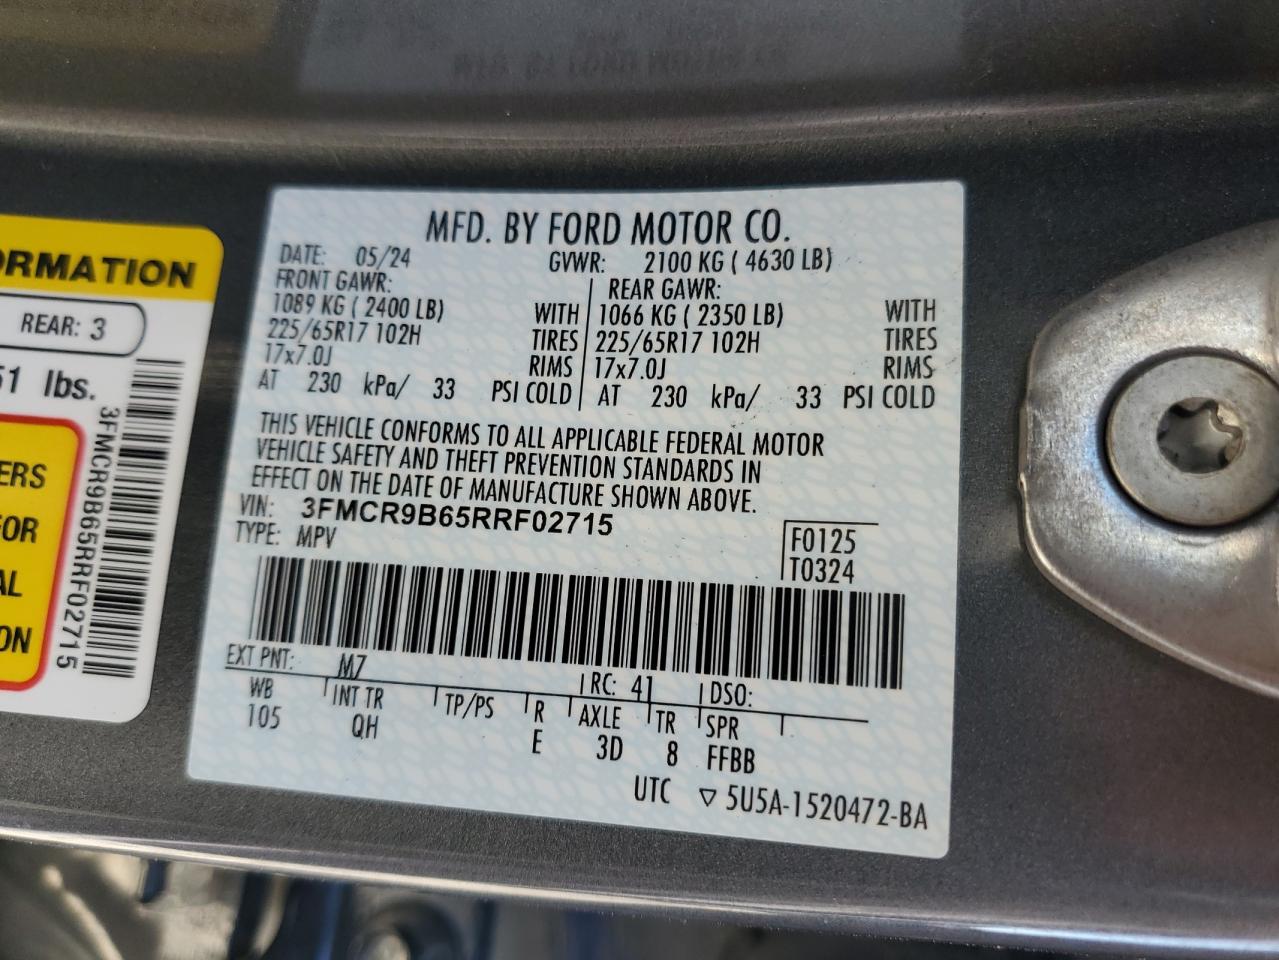 MFD. BY FORD MOTOR CO.
DATE: 05/24 GVWR: 2100 KG ( 4630 LB)
FRONT GAWR: REAR GAWR:
1089 KG ( 2400 LB) WITH 1066 KG ( 2350 LB) WITH
225/65R17 102H TIRES 225/65R17 102H TIRES
17x7.0J RIMS 17x7.0J RIMS
AT 230 kPa/ 33 PSI COLD AT 230 kPa/ 33 PSI COLD
THIS VEHICLE CONFORMS TO ALL APPLICABLE FEDERAL MOTOR
VEHICLE SAFETY AND THEFT PREVENTION STANDARDS IN
EFFECT ON THE DATE OF MANUFACTURE SHOWN ABOVE.
VIN: 3FMCR9B65RRF02715
TYPE: MPV
F0125
T0324
EXT PNT: M7 RC: 41 DSO:
WB INT TR TP/PS R AXLE TR SPR
105 QH E 3D 8 FFBB
UTC ▽ 5U5A-1520472-BA
ORMATION
REAR: 3
51 lbs.
ERS
FOR
AL
ON
3FMCR9B65RRF02715